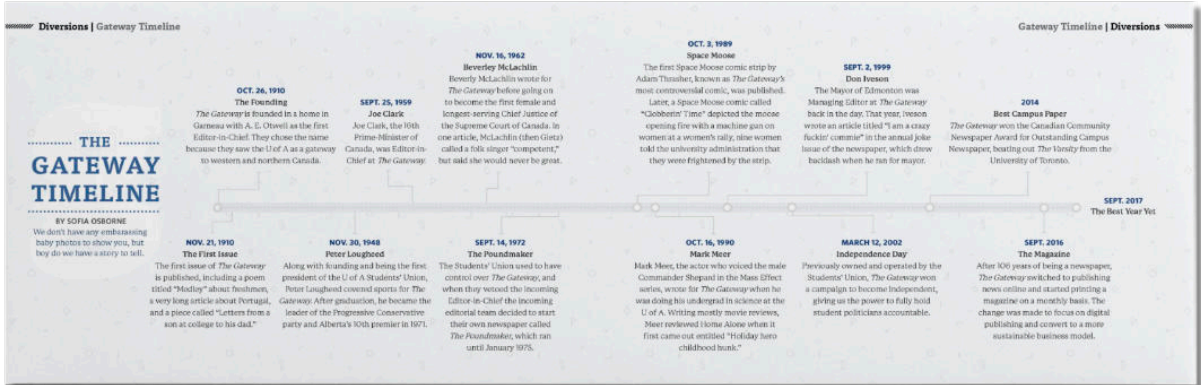 Diversions | Gateway Timeline
Gateway Timeline | Diversions
THE
GATEWAY
TIMELINE
BY SOFIA OSBORNE
We don't have any embarassing
baby photos to show you, but
boy do we have a story to tell.
OCT. 26, 1910
The Founding
The Gateway is founded in a home in
Garneau with A. E. Otwell as the first
Editor-in-Chief. They chose the name
because they saw the U of A as a gateway
to western and northern Canada.
SEPT. 25, 1959
Joe Clark
Joe Clark, the 16th
Prime-Minister of
Canada, was Editor-in-
Chief at The Gateway.
NOV. 16, 1962
Beverley McLachlin
Beverly McLachlin wrote for
The Gateway before going on
to become the first female and
longest-serving Chief Justice of
the Supreme Court of Canada. In
one article, McLachlin (then Gietz)
called a folk singer "competent,"
but said she would never be great.
OCT. 3, 1989
Space Moose
The first Space Moose comic strip by
Adam Thrasher, known as The Gateway's
most controversial comic, was published.
Later, a Space Moose comic called
"Clobberin' Time" depicted the moose
opening fire with a machine gun on
women at a women's rally, nine women
told the university administration that
they were frightened by the strip.
SEPT. 2, 1999
Don Iveson
The Mayor of Edmonton was
Managing Editor at The Gateway
back in the day. That year, Iveson
wrote an article titled "I am a crazy
fuckin' commie" in the annual joke
issue of the newspaper, which drew
backlash when he ran for mayor.
2014
Best Campus Paper
The Gateway won the Canadian Community
Newspaper Award for Outstanding Campus
Newspaper, beating out The Varsity from the
University of Toronto.
SEPT. 2017
The Best Year Yet
NOV. 21, 1910
The First Issue
The first issue of The Gateway
is published, including a poem
titled "Medley" about freshmen,
a very long article about Portugal,
and a piece called "Letters from a
son at college to his dad."
NOV. 30, 1948
Peter Lougheed
Along with founding and being the first
president of the U of A Students' Union,
Peter Lougheed covered sports for The
Gateway. After graduation, he became the
leader of the Progressive Conservative
party and Alberta's 10th premier in 1971.
SEPT. 14, 1972
The Poundmaker
The Students' Union used to have
control over The Gateway, and
when they vetoed the incoming
Editor-in-Chief the incoming
editorial team decided to start
their own newspaper called
The Poundmaker, which ran
until January 1975.
OCT. 16, 1990
Mark Meer
Mark Meer, the actor who voiced the male
Commander Shepard in the Mass Effect
series, wrote for The Gateway when he
was doing his undergrad in science at the
U of A. Writing mostly movie reviews,
Meer reviewed Home Alone when it
first came out entitled "Holiday hero
childhood hunk."
MARCH 12, 2002
Independence Day
Previously owned and operated by the
Students' Union, The Gateway won
a campaign to become independent,
giving us the power to fully hold
student politicians accountable.
SEPT. 2016
The Magazine
After 106 years of being a newspaper,
The Gateway switched to publishing
news online and started printing a
magazine on a monthly basis. The
change was made to focus on digital
publishing and convert to a more
sustainable business model.